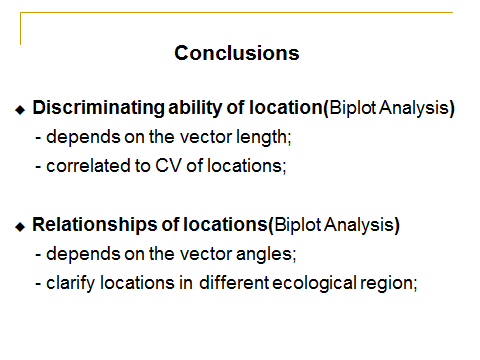 Conclusions
◆ Discriminating ability of location(Biplot Analysis)
- depends on the vector length;
- correlated to CV of locations;
◆ Relationships of locations(Biplot Analysis)
- depends on the vector angles;
- clarify locations in different ecological region;